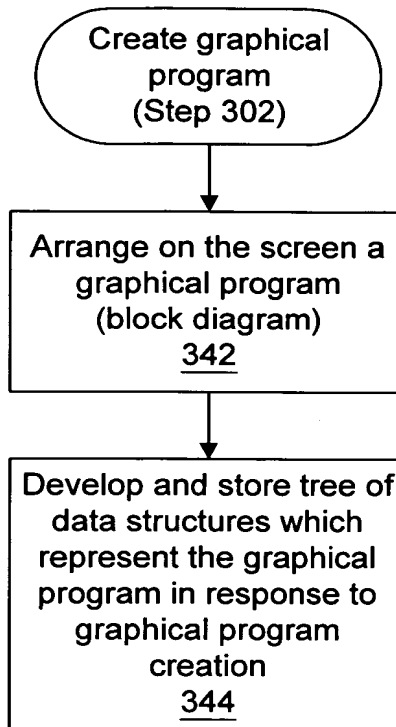 Create graphical
program
(Step 302)
Arrange on the screen a
graphical program
(block diagram)
342
Develop and store tree of
data structures which
represent the graphical
program in response to
graphical program
creation
344